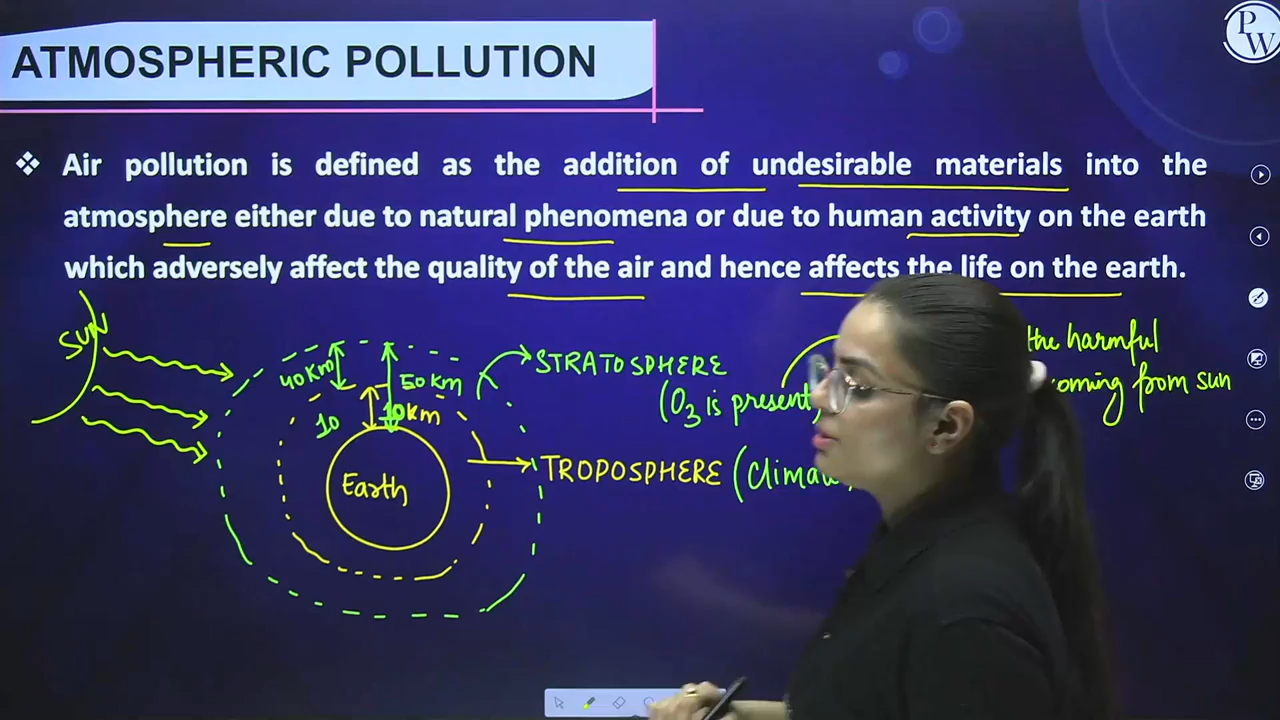 PW
ATMOSPHERIC POLLUTION
❖ Air pollution is defined as the addition of undesirable materials into the
atmosphere either due to natural phenomena or due to human activity on the earth
which adversely affect the quality of the air and hence affects the life on the earth.
SUN
40 Km
50 Km
10
10 Km
Earth
STRATOSPHERE
(O3 is present)
the harmful
coming from sun
TROPOSPHERE (Clima